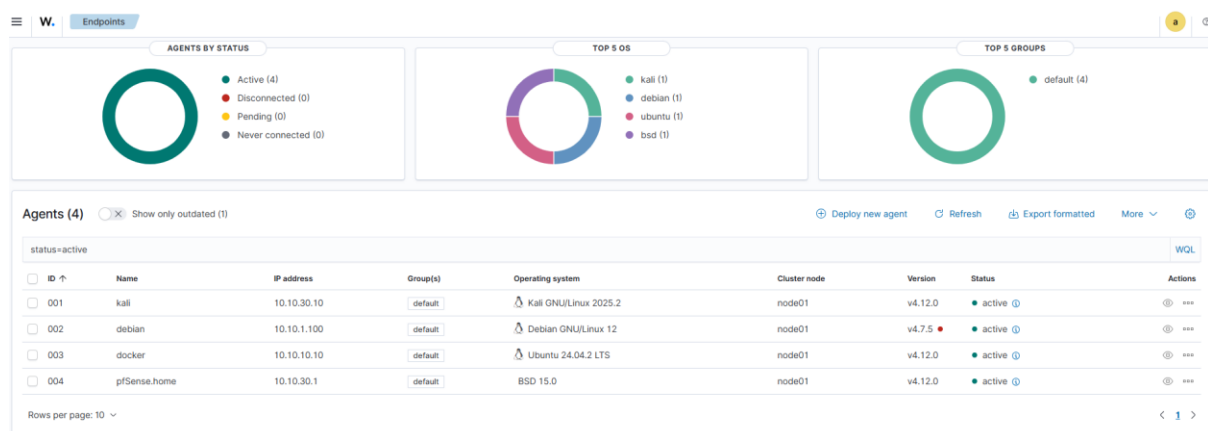 W. Endpoints a
AGENTS BY STATUS
Active (4)
Disconnected (0)
Pending (0)
Never connected (0)
TOP 5 OS
kali (1)
debian (1)
ubuntu (1)
bsd (1)
TOP 5 GROUPS
default (4)
Agents (4) Show only outdated (1) Deploy new agent Refresh Export formatted More
status=active WQL
ID Name IP address Group(s) Operating system Cluster node Version Status Actions
001 kali 10.10.30.10 default Kali GNU/Linux 2025.2 node01 v4.12.0 active
002 debian 10.10.1.100 default Debian GNU/Linux 12 node01 v4.7.5 active
003 docker 10.10.10.10 default Ubuntu 24.04.2 LTS node01 v4.12.0 active
004 pfSense.home 10.10.30.1 default BSD 15.0 node01 v4.12.0 active
Rows per page: 10 1